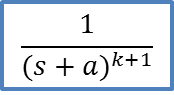 1
(s + a)^{k+1}